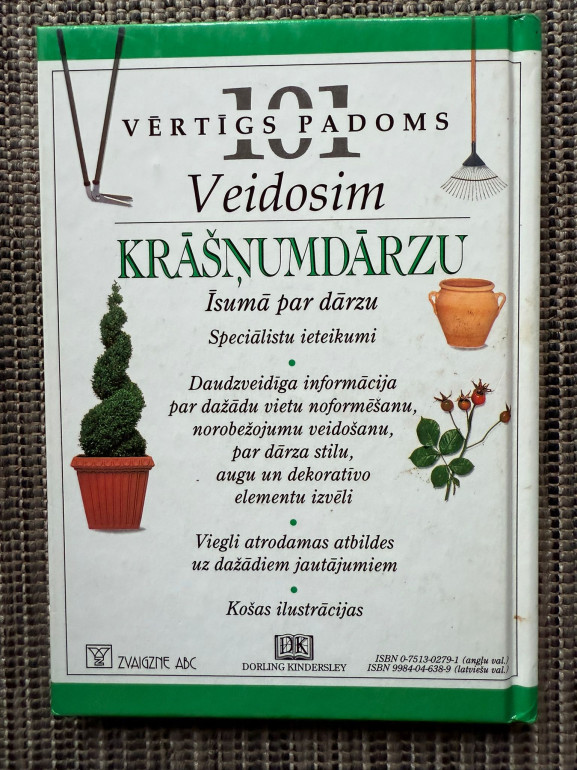 101
VĒRTĪGS PADOMS
Veidosim
KRĀŠŅUMDĀRZU
Īsumā par dārzu
Speciālistu ieteikumi
•
Daudzveidīga informācija
par dažādu vietu noformēšanu,
norobežojumu veidošanu,
par dārza stilu,
augu un dekoratīvo
elementu izvēli
•
Viegli atrodamas atbildes
uz dažādiem jautājumiem
•
Košas ilustrācijas
ZVAIGZNE ABC
DK
DORLING KINDERSLEY
ISBN 0-7513-0279-1 (angļu val.)
ISBN 9984-04-638-9 (latviešu val.)